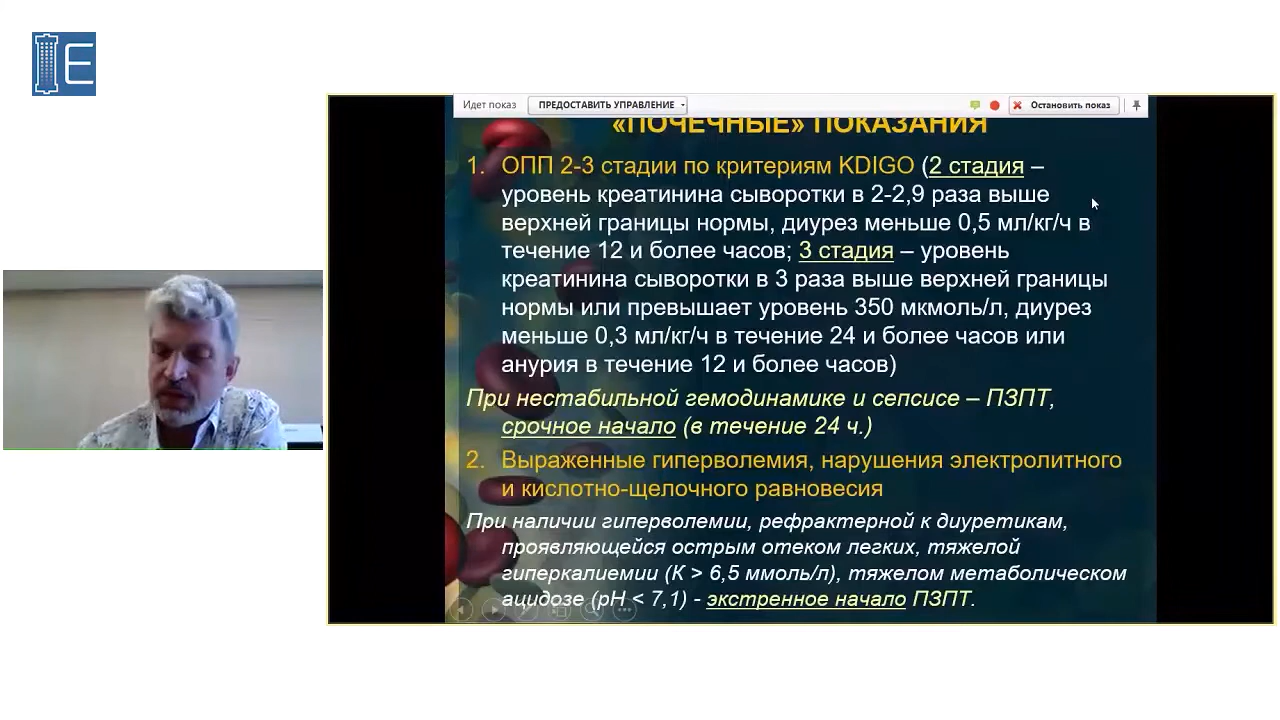 IE
Идет показ
ПРЕДОСТАВИТЬ УПРАВЛЕНИЕ
Остановить показ
«ПОЧЕЧНЫЕ» ПОКАЗАНИЯ
1. ОПП 2-3 стадии по критериям KDIGO (2 стадия –
уровень креатинина сыворотки в 2-2,9 раза выше
верхней границы нормы, диурез меньше 0,5 мл/кг/ч в
течение 12 и более часов; 3 стадия – уровень
креатинина сыворотки в 3 раза выше верхней границы
нормы или превышает уровень 350 мкмоль/л, диурез
меньше 0,3 мл/кг/ч в течение 24 и более часов или
анурия в течение 12 и более часов)
При нестабильной гемодинамике и сепсисе – ПЗПТ,
срочное начало (в течение 24 ч.)
2. Выраженные гиперволемия, нарушения электролитного
и кислотно-щелочного равновесия
При наличии гиперволемии, рефрактерной к диуретикам,
проявляющейся острым отеком легких, тяжелой
гиперкалиемии (К > 6,5 ммоль/л), тяжелом метаболическом
ацидозе (рН < 7,1) - экстренное начало ПЗПТ.